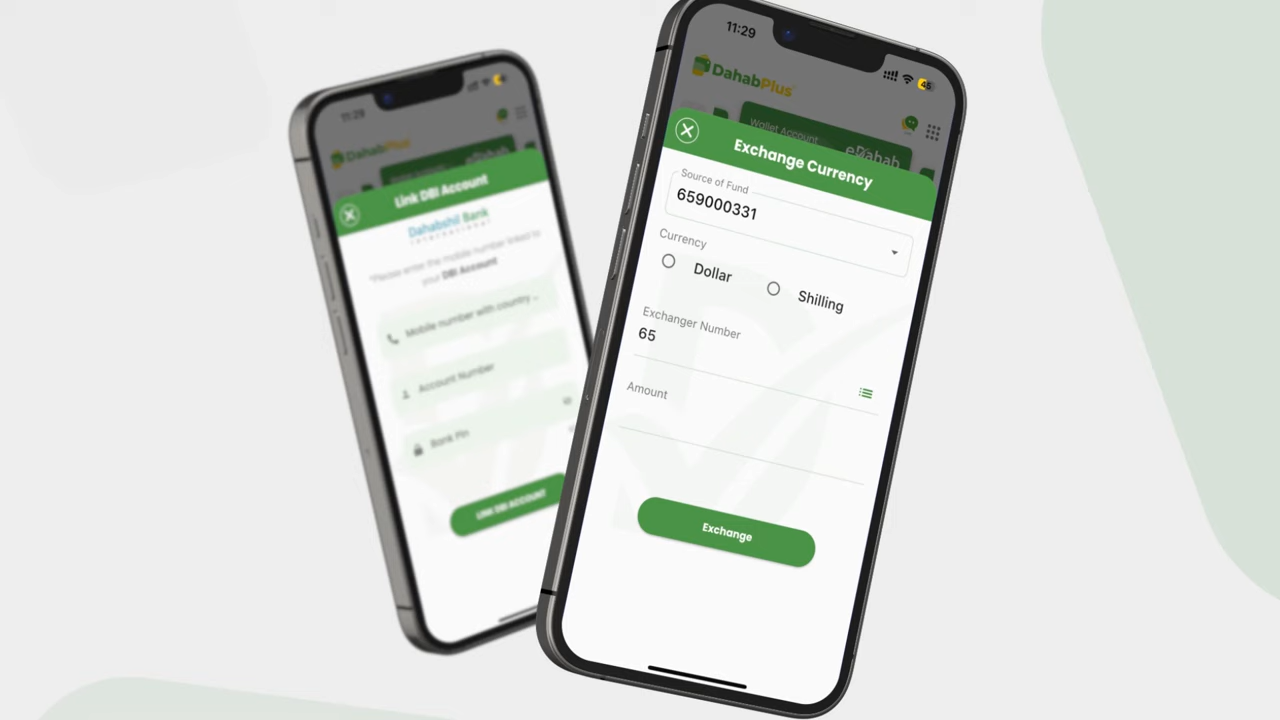 11:29
DahabPlus
Link DBI Account
Dahabshil Bank
International
*Please enter the mobile number linked to
your DBI Account
Mobile number with country ...
Account Number
Bank Pin
LINK DBI ACCOUNT
11:29
45
DahabPlus
Wallet Account
eDahab
Exchange Currency
Source of Fund
659000331
Currency
Dollar
Shilling
Exchanger Number
65
Amount
Exchange